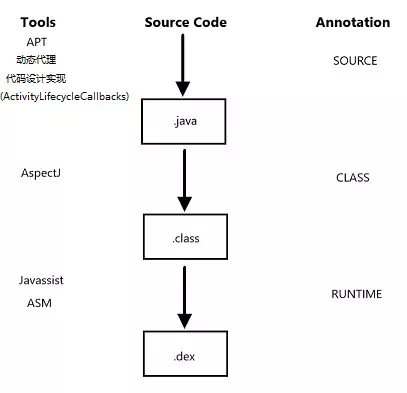 Tools Source Code Annotation
APT
动态代理
代码设计实现
(ActivityLifecycleCallbacks)
SOURCE
.java
AspectJ
CLASS
.class
Javassist
ASM
RUNTIME
.dex